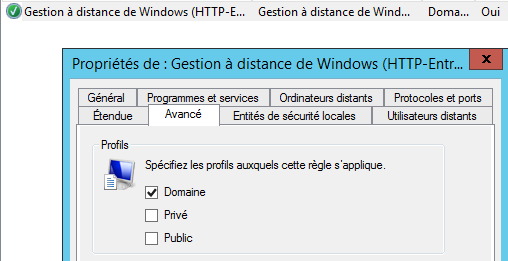 Gestion à distance de Windows (HTTP-E... Gestion à distance de Wind... Doma... Oui
Propriétés de : Gestion à distance de Windows (HTTP-Entr... x
Général Programmes et services Ordinateurs distants Protocoles et ports
Étendue Avancé Entités de sécurité locales Utilisateurs distants
Profils
Spécifiez les profils auxquels cette règle s'applique.
Domaine
Privé
Public